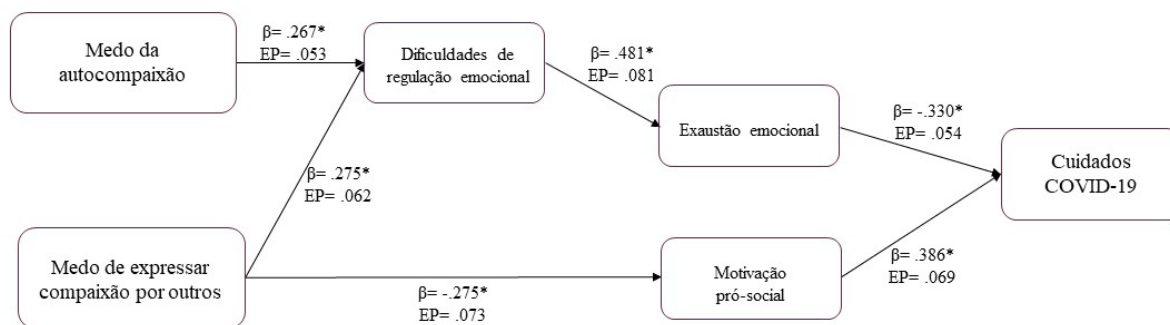 Medo da
autocompaixão
β= .267*
EP= .053
Dificuldades de
regulação emocional
β= .481*
EP= .081
Exaustão emocional
β= -.330*
EP= .054
Cuidados
COVID-19
β= .275*
EP= .062
Medo de expressar
compaixão por outros
β= -.275*
EP= .073
Motivação
pró-social
β= .386*
EP= .069